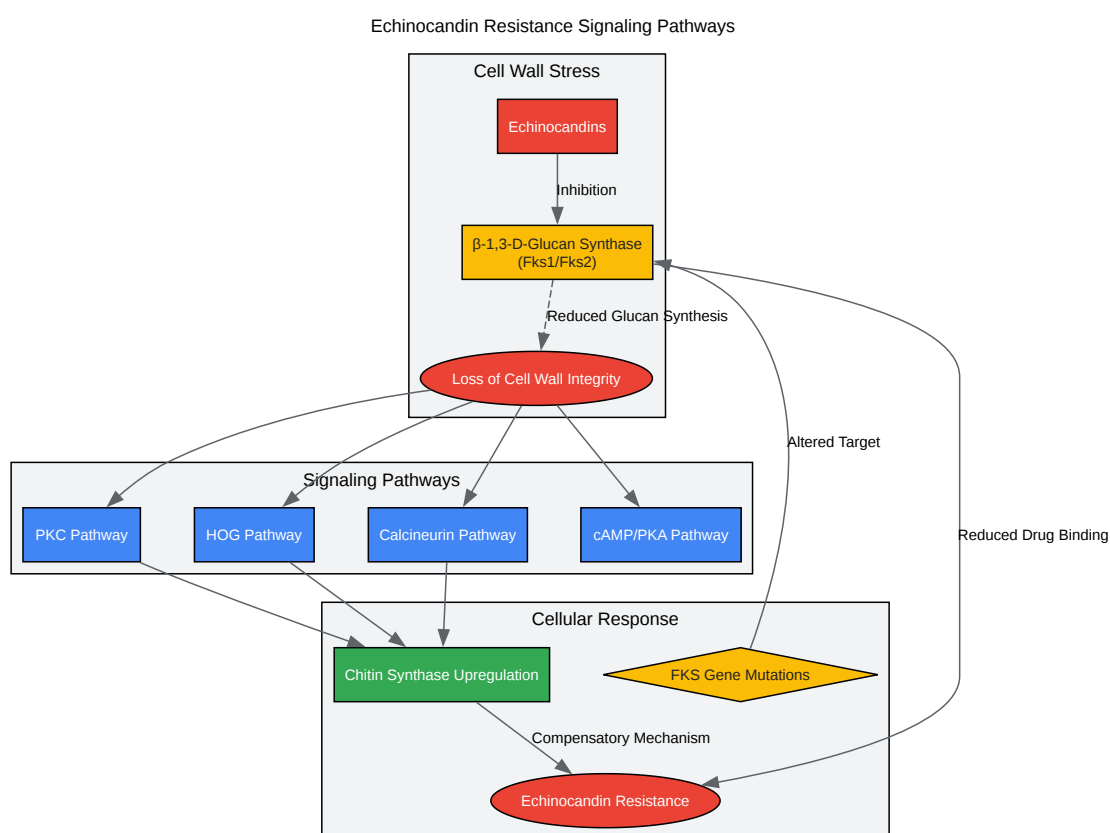 Echinocandin Resistance Signaling Pathways
Cell Wall Stress
Echinocandins
Inhibition
β-1,3-D-Glucan Synthase
(Fks1/Fks2)
Reduced Glucan Synthesis
Loss of Cell Wall Integrity
Altered Target
Signaling Pathways
PKC Pathway
HOG Pathway
Calcineurin Pathway
cAMP/PKA Pathway
Reduced Drug Binding
Cellular Response
Chitin Synthase Upregulation
FKS Gene Mutations
Compensatory Mechanism
Echinocandin Resistance